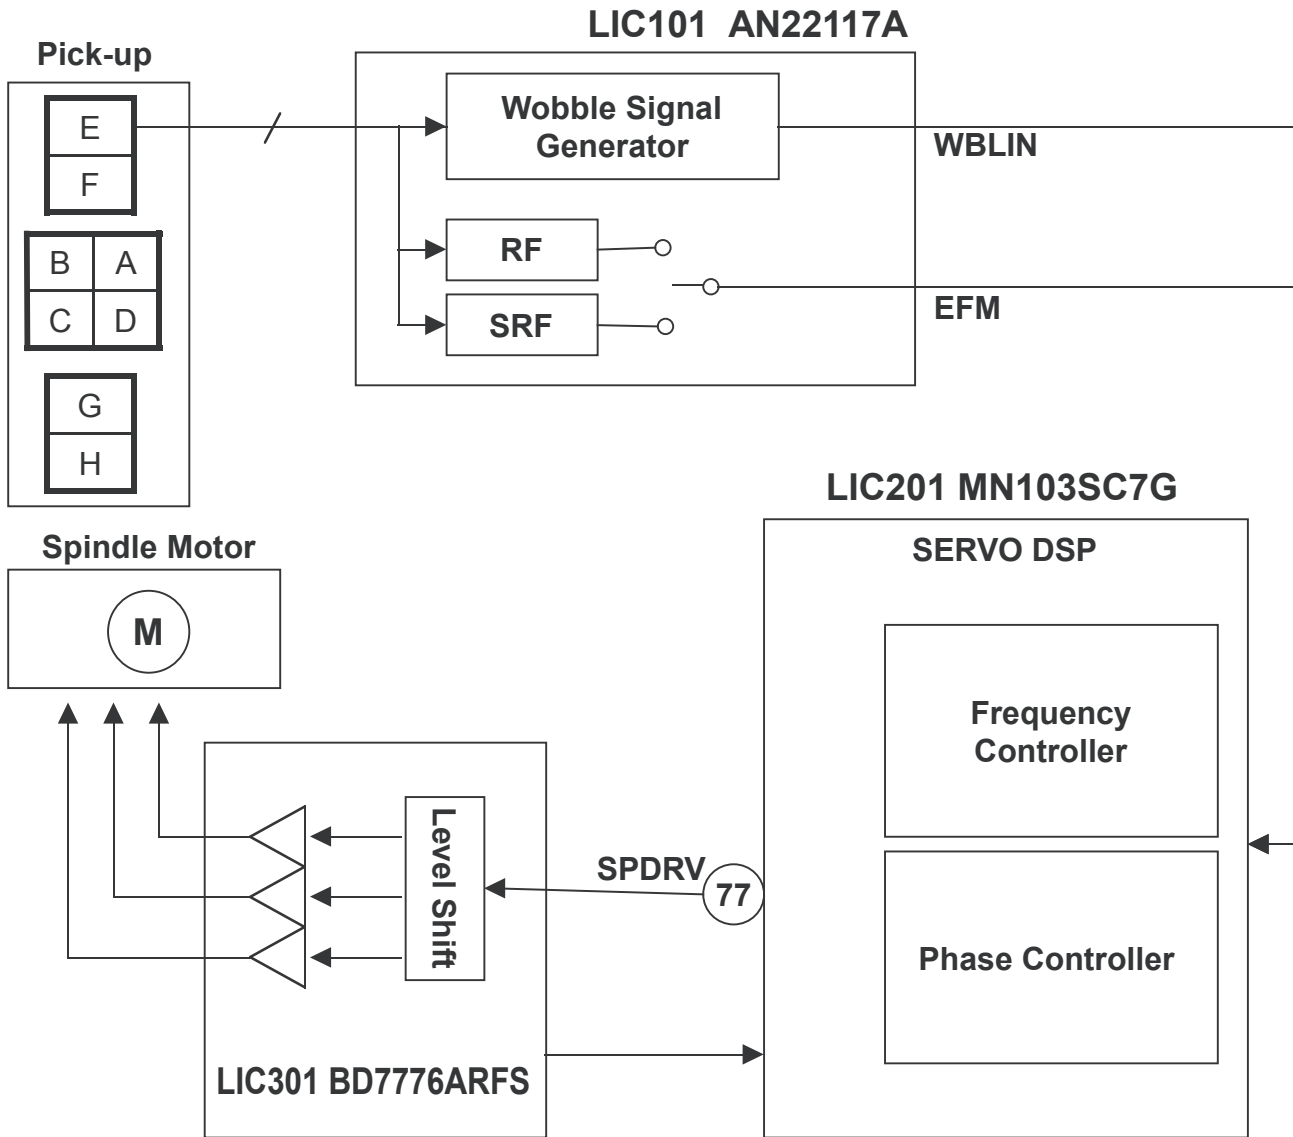 LIC101 AN22117A
Pick-up
E
F
B A
C D
G
H
Wobble Signal
Generator
WBLIN
RF
SRF
EFM
LIC201 MN103SC7G
SERVO DSP
Spindle Motor
M
Frequency
Controller
Level Shift
SPDRV
77
Phase Controller
LIC301 BD7776ARFS